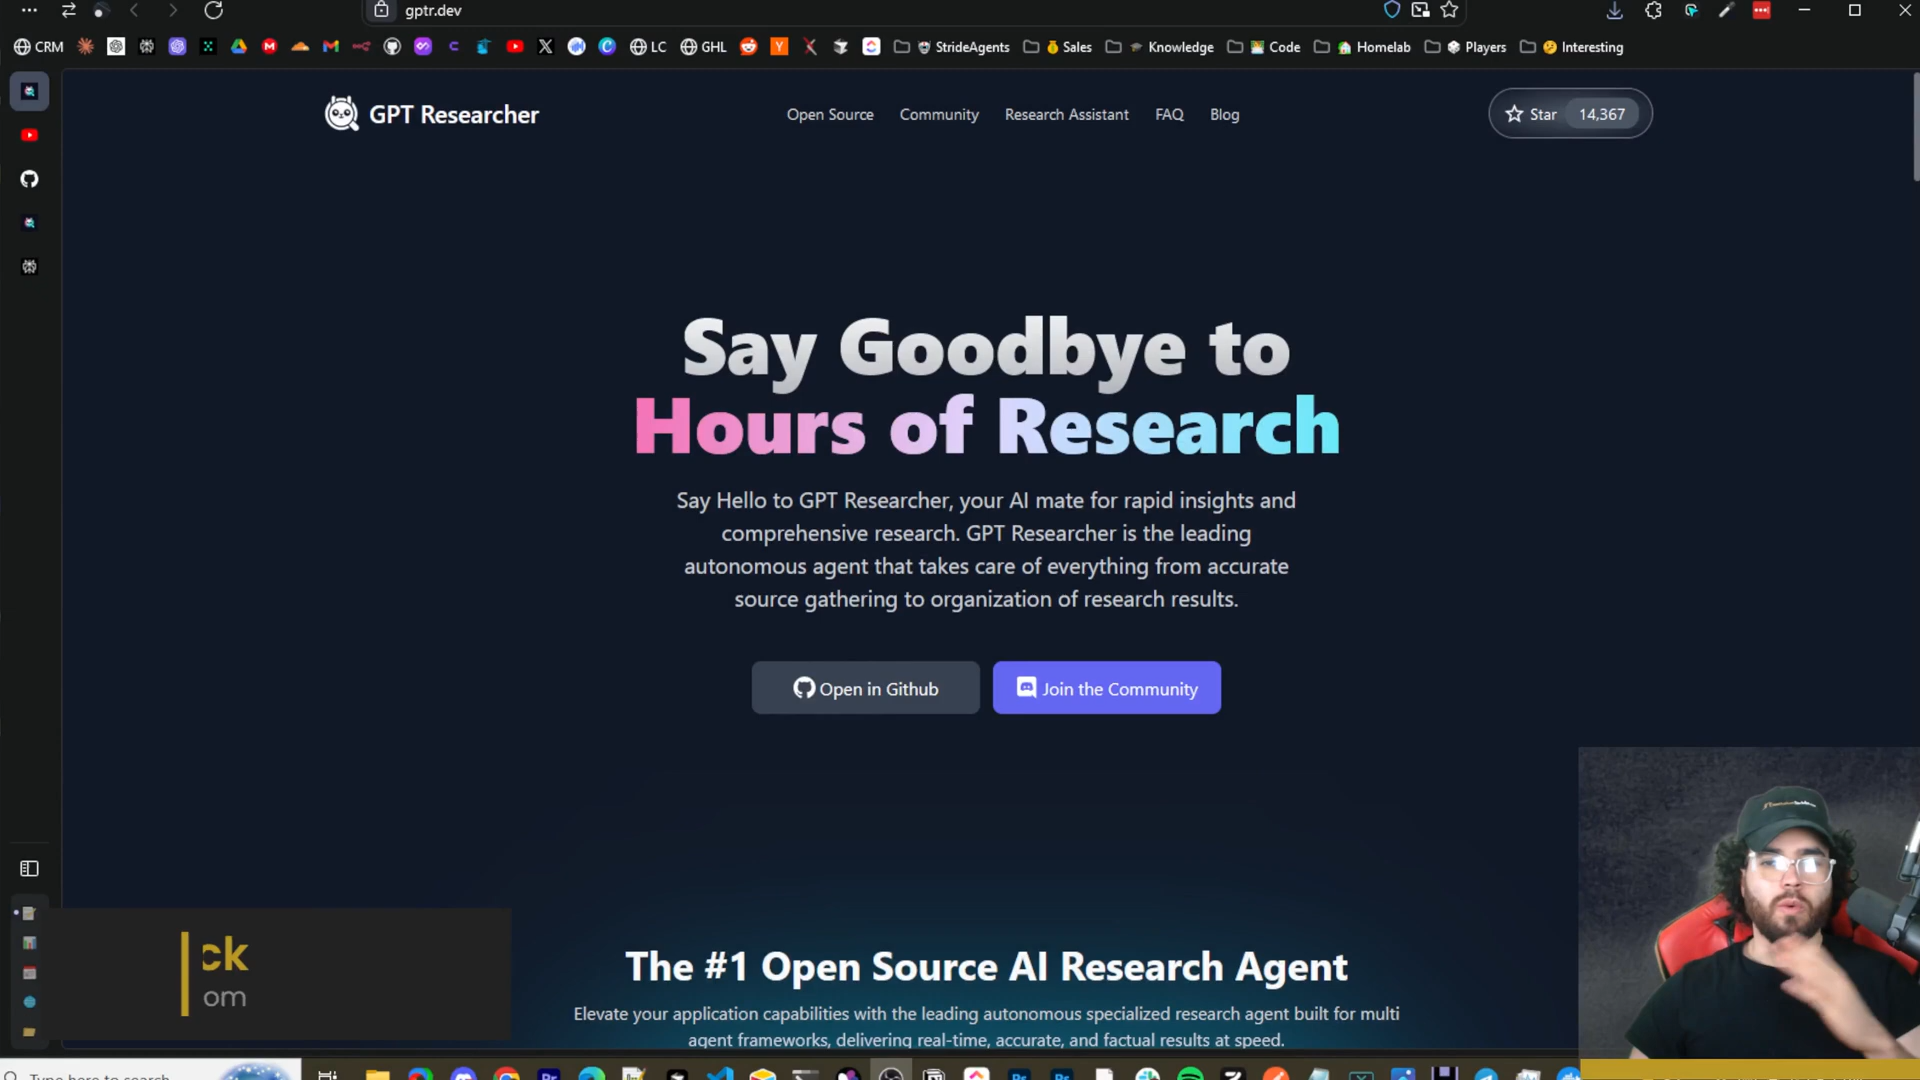 gptr.dev
CRM
LC
GHL
StrideAgents
Sales
Knowledge
Code
Homelab
Players
Interesting
GPT Researcher
Open Source
Community
Research Assistant
FAQ
Blog
Star
14,367
Say Goodbye to
Hours of Research
Say Hello to GPT Researcher, your AI mate for rapid insights and
comprehensive research. GPT Researcher is the leading
autonomous agent that takes care of everything from accurate
source gathering to organization of research results.
Open in Github
Join the Community
ck
om
The #1 Open Source AI Research Agent
Elevate your application capabilities with the leading autonomous specialized research agent built for multi
agent frameworks, delivering real-time, accurate, and factual results at speed.
Type here to search